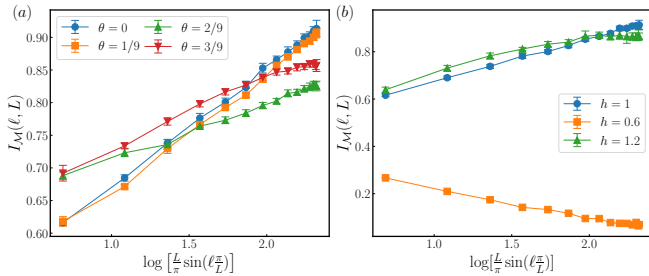 (a)
θ = 0
θ = 1/9
θ = 2/9
θ = 3/9
I_M(ℓ, L)
0.90
0.85
0.80
0.75
0.70
0.65
0.60
1.0
1.5
2.0
log [L/π sin(ℓ π/L)]
(b)
h = 1
h = 0.6
h = 1.2
I_M(ℓ, L)
0.8
0.6
0.4
0.2
1.0
1.5
2.0
log[L/π sin(ℓ π/L)]